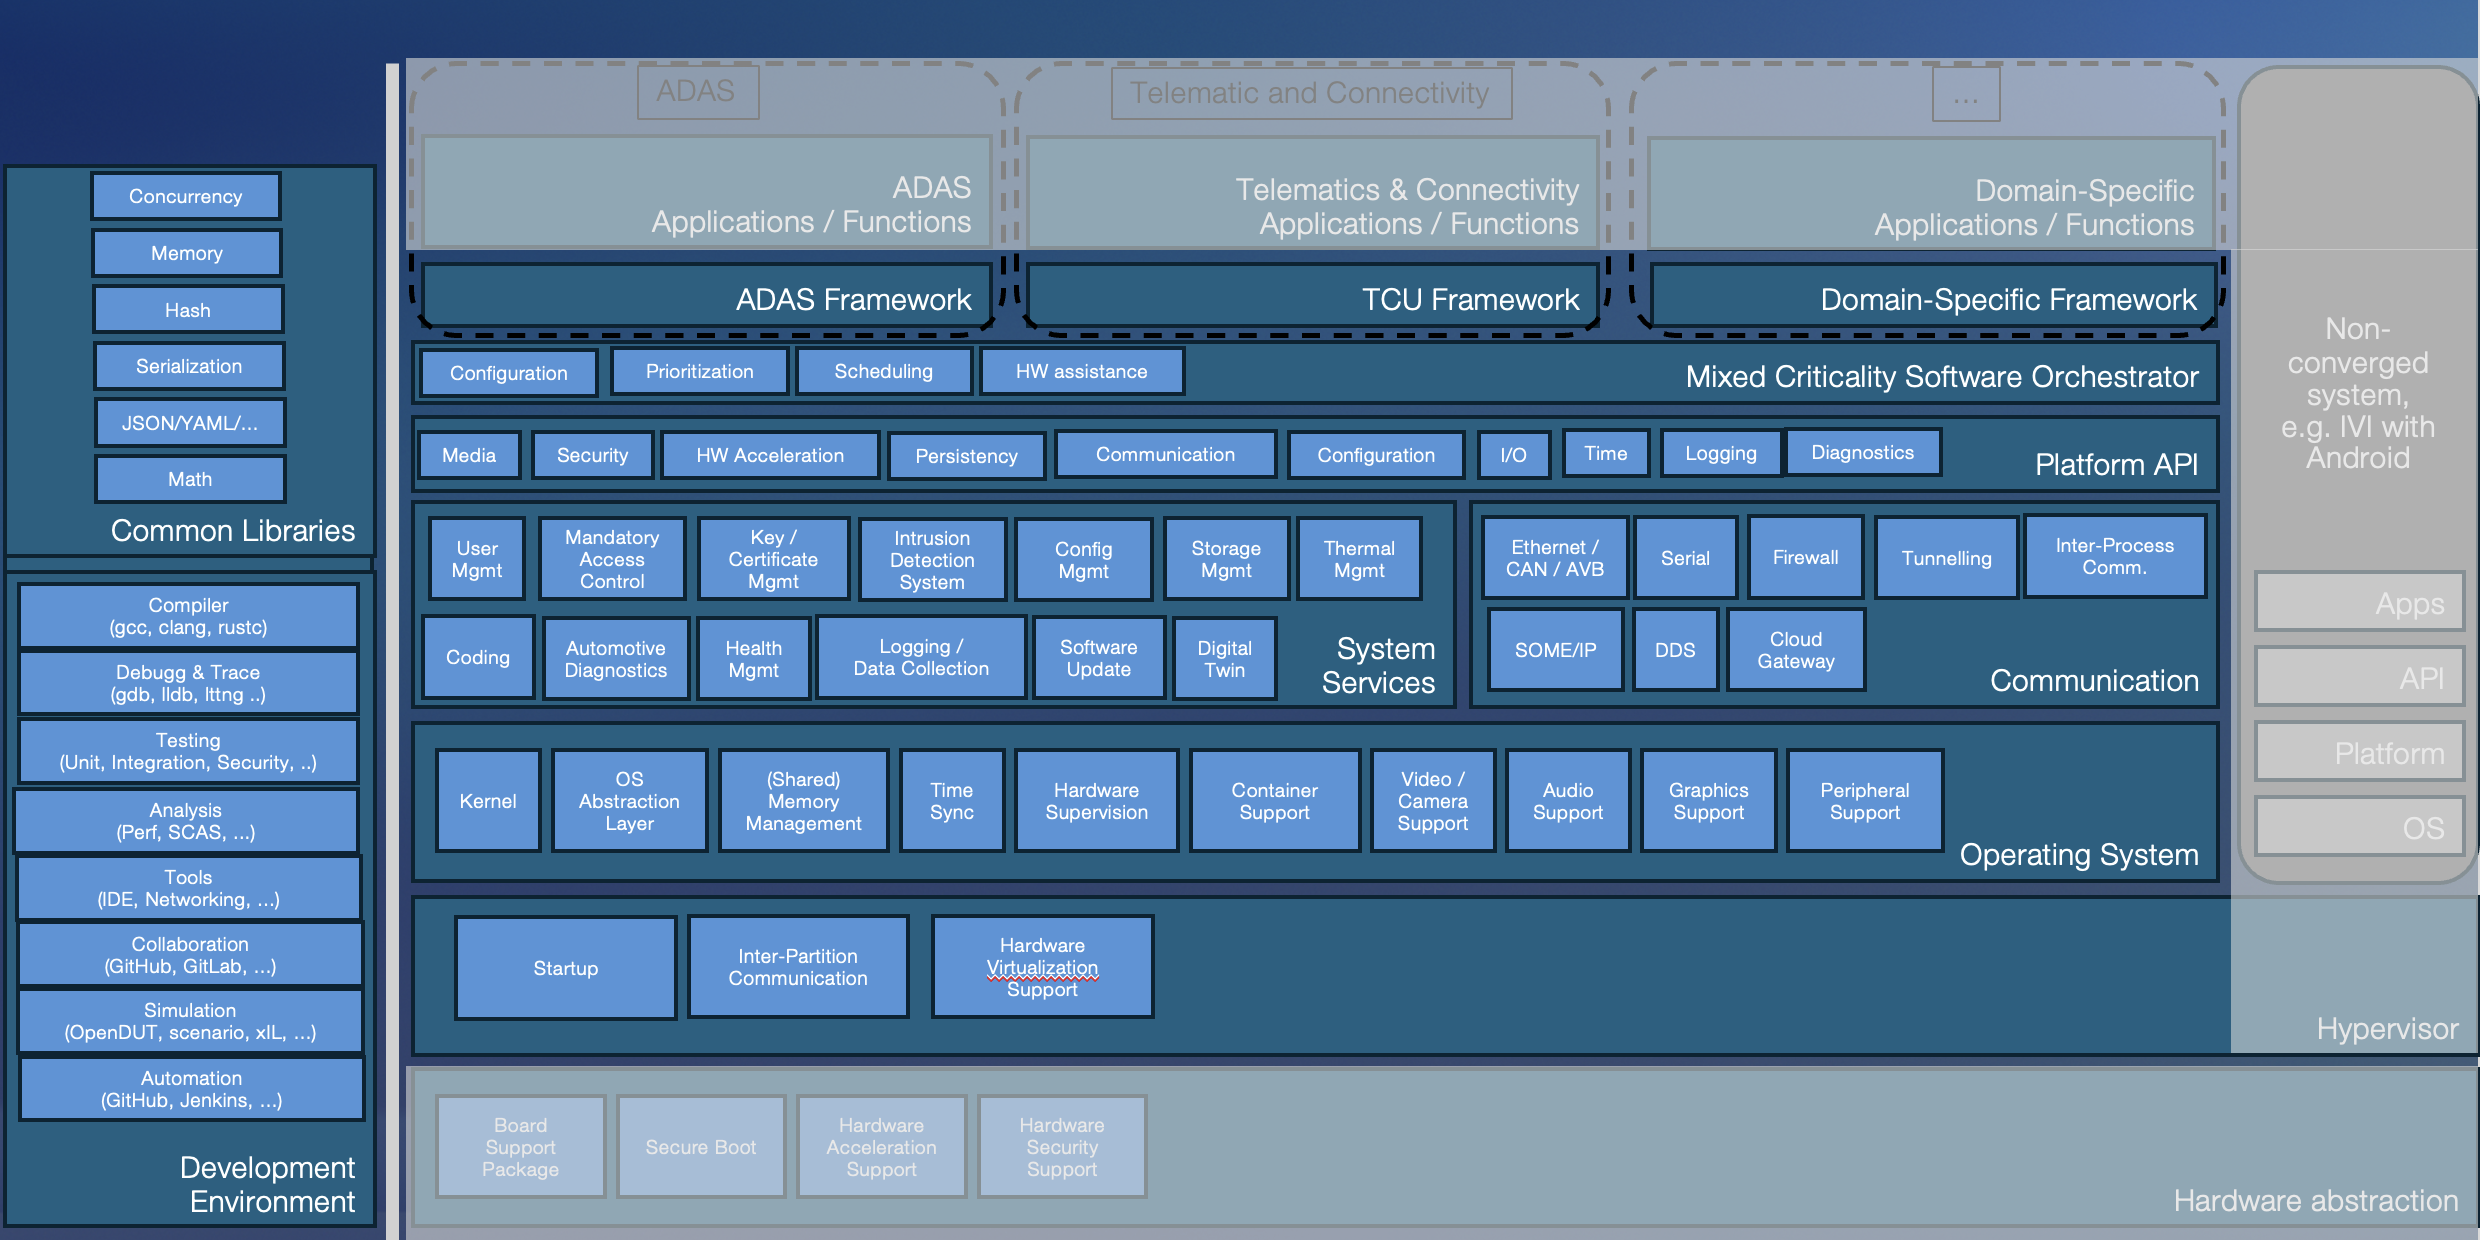 Concurrency
Memory
Hash
Serialization
JSON/YAML/...
Math
Common Libraries
Compiler
(gcc, clang, rustc)
Debugg & Trace
(gdb, lldb, lttng ..)
Testing
(Unit, Integration, Security, ..)
Analysis
(Perf, SCAS, ...)
Tools
(IDE, Networking, ...)
Collaboration
(GitHub, GitLab, ...)
Simulation
(OpenDUT, scenario, xIL, ...)
Automation
(GitHub, Jenkins, ...)
Development
Environment
ADAS
Telematic and Connectivity
...
ADAS
Applications / Functions
Telematics & Connectivity
Applications / Functions
Domain-Specific
Applications / Functions
ADAS Framework
TCU Framework
Domain-Specific Framework
Configuration
Prioritization
Scheduling
HW assistance
Mixed Criticality Software Orchestrator
Media
Security
HW Acceleration
Persistency
Communication
Configuration
I/O
Time
Logging
Diagnostics
Platform API
User
Mgmt
Mandatory
Access
Control
Key /
Certificate
Mgmt
Intrusion
Detection
System
Config
Mgmt
Storage
Mgmt
Thermal
Mgmt
Coding
Automotive
Diagnostics
Health
Mgmt
Logging /
Data Collection
Software
Update
Digital
Twin
System
Services
Ethernet /
CAN / AVB
Serial
Firewall
Tunnelling
Inter-Process
Comm.
SOME/IP
DDS
Cloud
Gateway
Communication
Kernel
OS
Abstraction
Layer
(Shared)
Memory
Management
Time
Sync
Hardware
Supervision
Container
Support
Video /
Camera
Support
Audio
Support
Graphics
Support
Peripheral
Support
Operating System
Startup
Inter-Partition
Communication
Hardware
Virtualization
Support
Hypervisor
Board
Support
Package
Secure Boot
Hardware
Acceleration
Support
Hardware
Security
Support
Hardware abstraction
Non-
converged
system,
e.g. IVI with
Android
Apps
API
Platform
OS